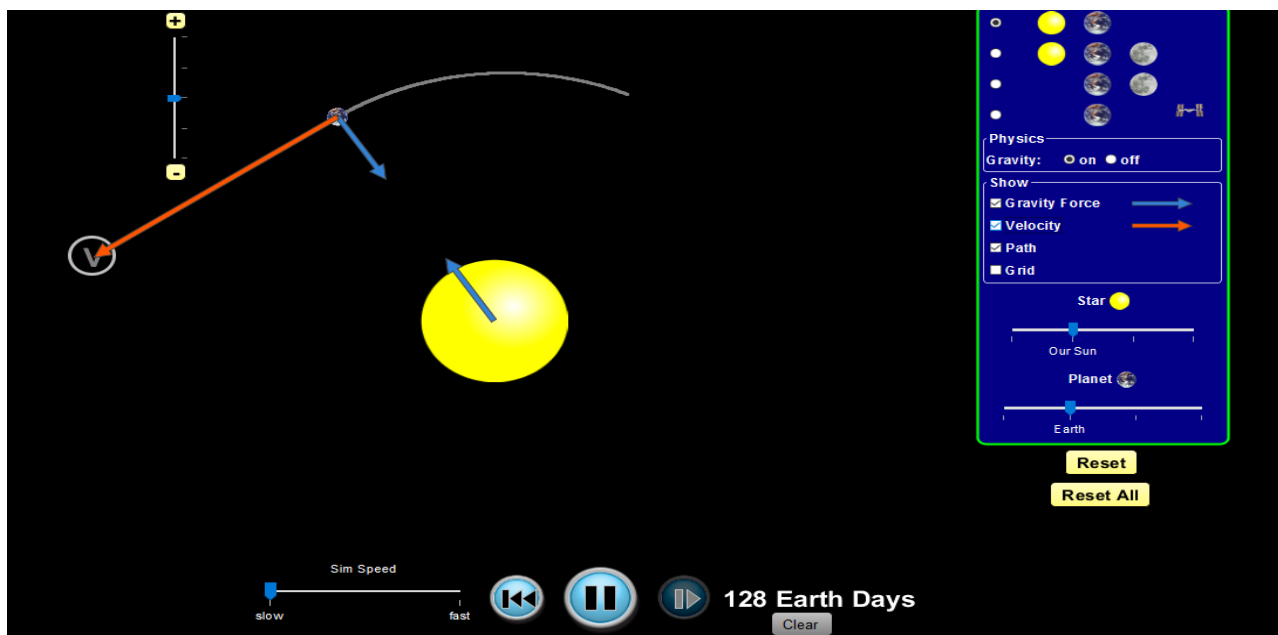 +
-
V
Physics
Gravity: on off
Show
Gravity Force
Velocity
Path
Grid
Star
Our Sun
Planet
Earth
Reset
Reset All
Sim Speed
slow fast
128 Earth Days
Clear